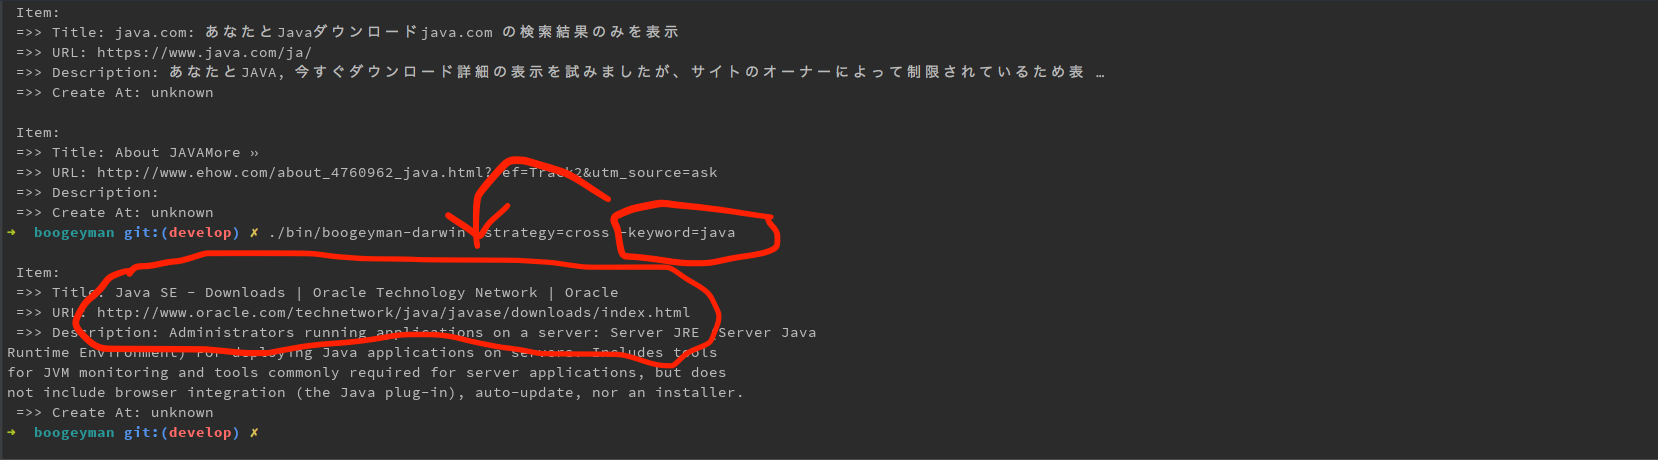 Item:
=>> Title: java.com: あなたとJavaダウンロードjava.com の検索結果のみを表示
=>> URL: https://www.java.com/ja/
=>> Description: あなたとJAVA, 今すぐダウンロード詳細の表示を試みましたが、サイトのオーナーによって制限されているため表 …
=>> Create At: unknown
Item:
=>> Title: About JAVAMore »
=>> URL: http://www.ehow.com/about_4760962_java.html? ef=Track2&utm_source=ask
=>> Description:
=>> Create At: unknown
➜ boogeyman git:(develop) ✗ ./bin/boogeyman-darwin -strategy=cross -keyword=java
Item:
=>> Title: Java SE - Downloads | Oracle Technology Network | Oracle
=>> URL: http://www.oracle.com/technetwork/java/javase/downloads/index.html
=>> Description: Administrators running applications on a server: Server JRE (Server Java
Runtime Environment) For deploying Java applications on servers. Includes tools
for JVM monitoring and tools commonly required for server applications, but does
not include browser integration (the Java plug-in), auto-update, nor an installer.
=>> Create At: unknown
➜ boogeyman git:(develop) ✗